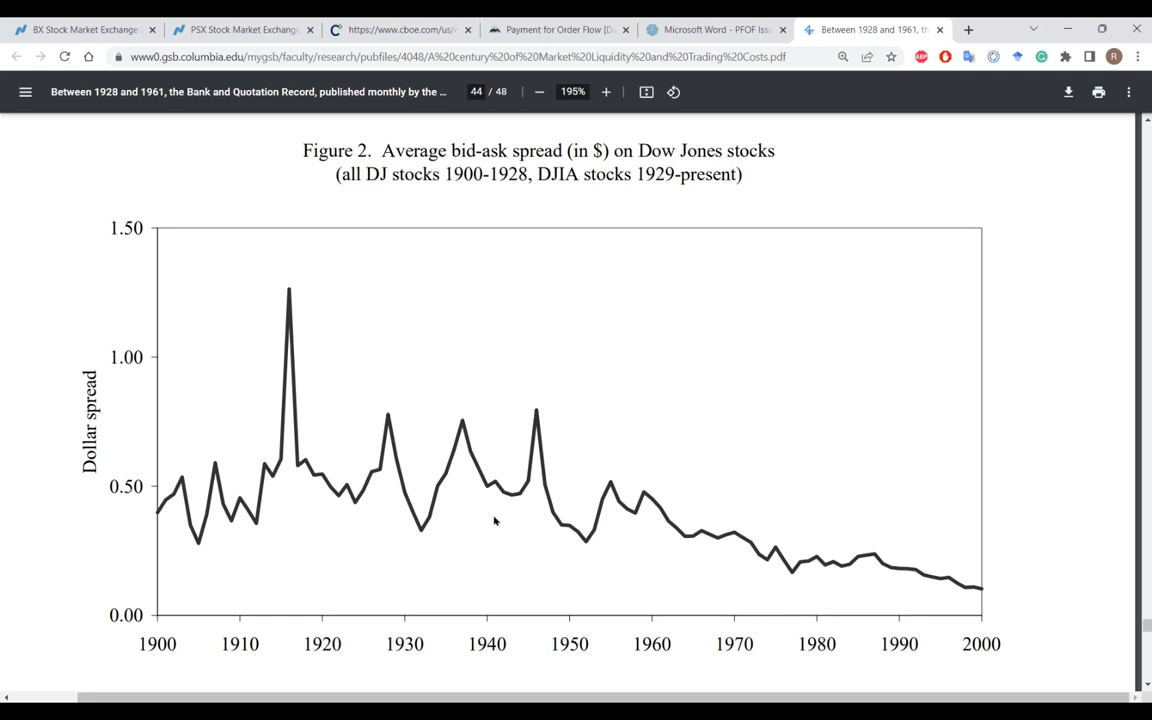 BX Stock Market Exchange
PSX Stock Market Exchange
https://www.cboe.com/us/e
Payment for Order Flow [D
Microsoft Word - PFOF Iss
Between 1928 and 1961, the
www0.gsb.columbia.edu/mygsb/faculty/research/pubfiles/4048/A%20century%20of%20Market%20Liquidity%20and%20Trading%20Costs.pdf
ABP
R
Between 1928 and 1961, the Bank and Quotation Record, published monthly by the ...
44 / 48
195%
Figure 2. Average bid-ask spread (in $) on Dow Jones stocks
(all DJ stocks 1900-1928, DJIA stocks 1929-present)
1.50
1.00
Dollar spread
0.50
0.00
1900 1910 1920 1930 1940 1950 1960 1970 1980 1990 2000